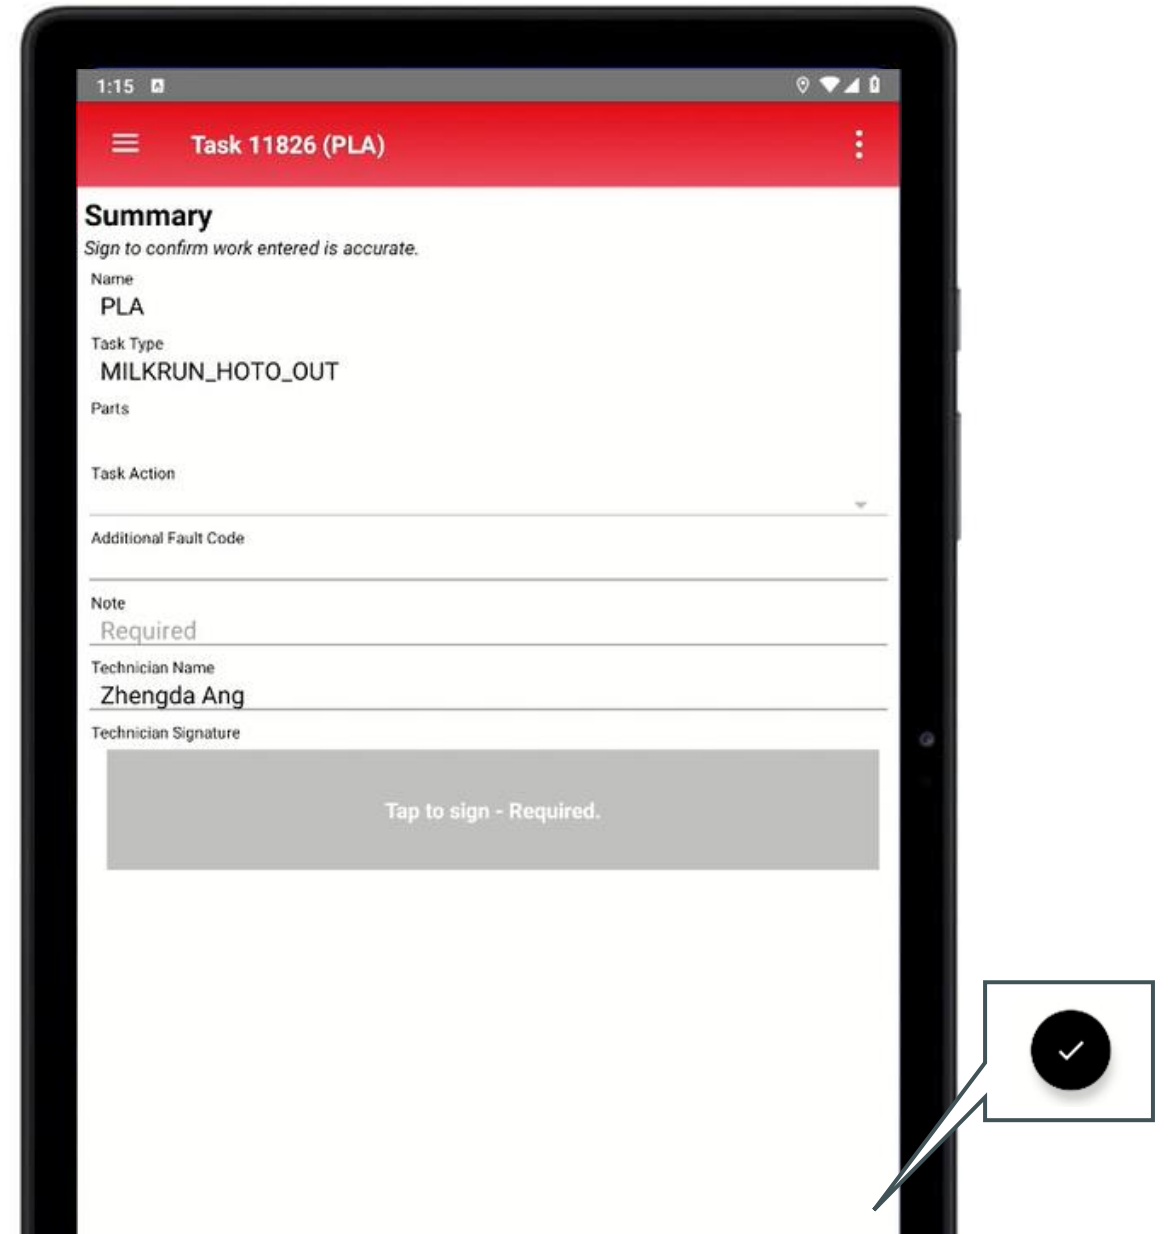 1:15
Task 11826 (PLA)
Summary
Sign to confirm work entered is accurate.
Name
PLA
Task Type
MILKRUN_HOTO_OUT
Parts
Task Action
Additional Fault Code
Note
Required
Technician Name
Zhengda Ang
Technician Signature
Tap to sign - Required.